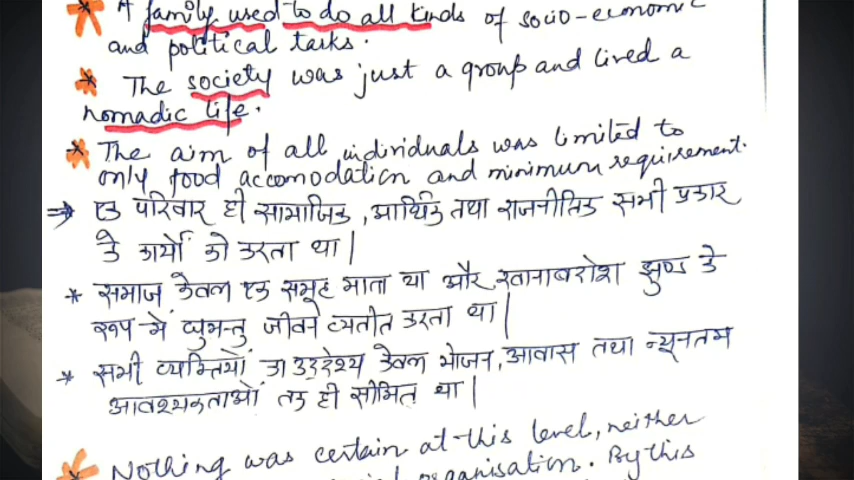 A family used to do all kinds of socio-economic
and political tasks.
* The society was just a group and lived a
nomadic life.
* The aim of all individuals was limited to
only food accomodation and minimum requirement.
⇒ एक परिवार ही सामाजिक, आर्थिक तथा राजनीतिक सभी प्रकार
के कार्यो को करता था |
* समाज केवल एक समूह माता था और खानाबरोश झुण्ड के
रूप में घुमन्तु जीवन व्यतीत करता था |
* सभी व्यक्तियों का उद्देश्य केवल भोजन, आवास तथा न्यूनतम
आवश्यकताओं तक ही सीमित था |
* Nothing was certain at this level, neither
organisation. By this